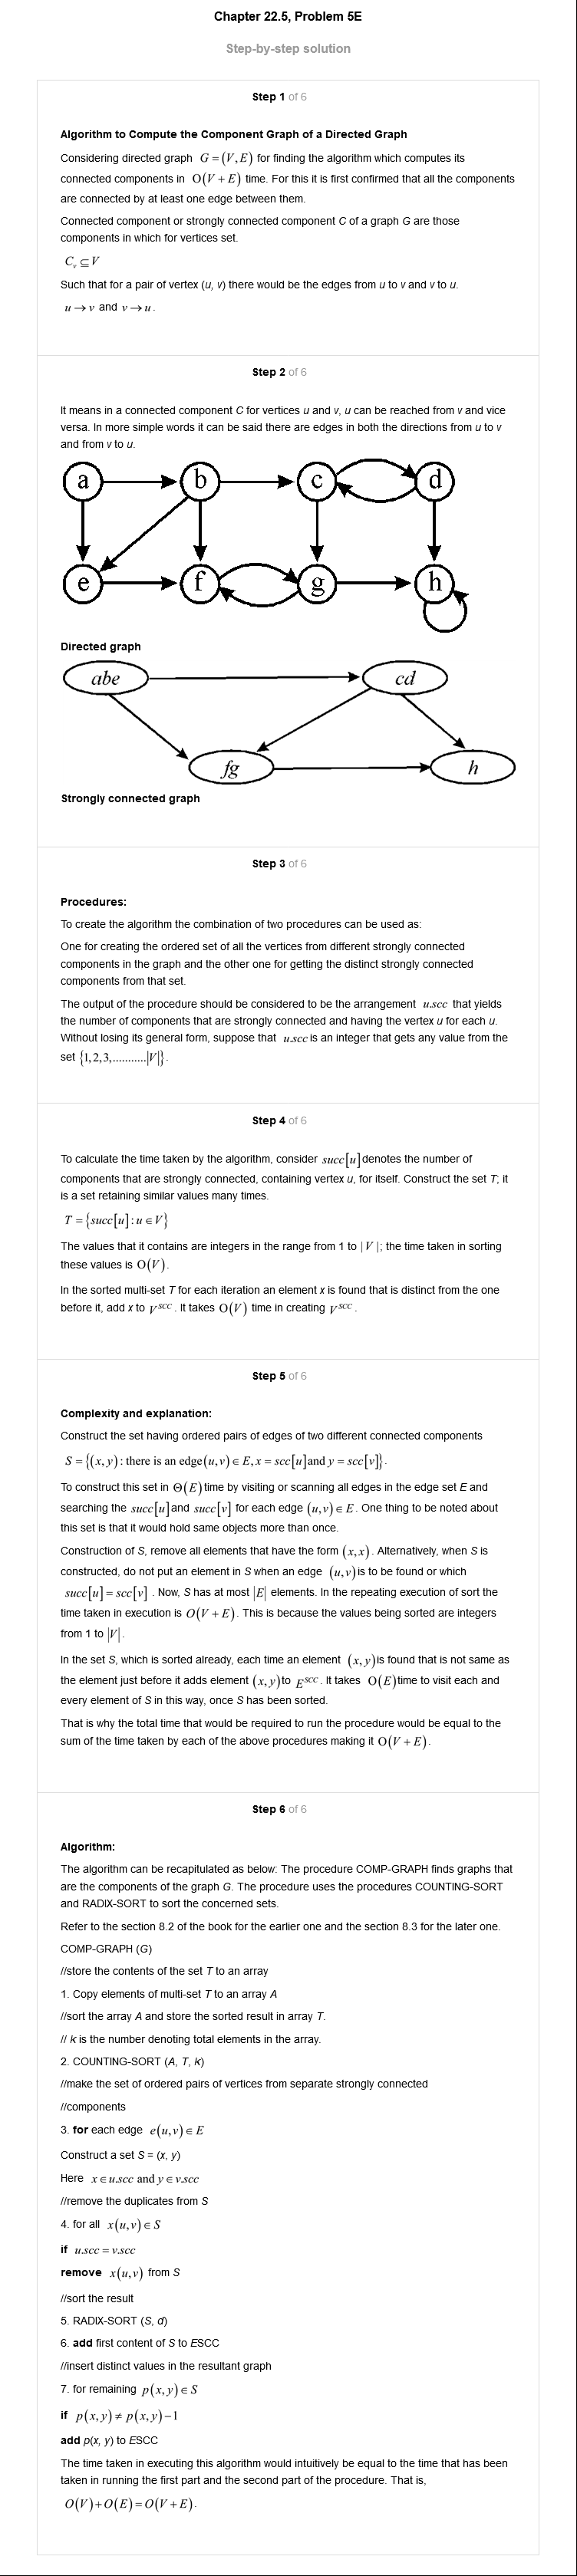 Chapter 22.5, Problem 5E
Step-by-step solution
Step 1 of 6
Algorithm to Compute the Component Graph of a Directed Graph
Considering directed graph G = (V, E) for finding the algorithm which computes its
connected components in O(V + E) time. For this it is first confirmed that all the components
are connected by at least one edge between them.
Connected component or strongly connected component C of a graph G are those
components in which for vertices set.
C_v ⊆ V
Such that for a pair of vertex (u, v) there would be the edges from u to v and v to u.
u → v and v → u.
Step 2 of 6
It means in a connected component C for vertices u and v, u can be reached from v and vice
versa. In more simple words it can be said there are edges in both the directions from u to v
and from v to u.
a b c d
e f g h
Directed graph
abe cd
fg h
Strongly connected graph
Step 3 of 6
Procedures:
To create the algorithm the combination of two procedures can be used as:
One for creating the ordered set of all the vertices from different strongly connected
components in the graph and the other one for getting the distinct strongly connected
components from that set.
The output of the procedure should be considered to be the arrangement u.scc that yields
the number of components that are strongly connected and having the vertex u for each u.
Without losing its general form, suppose that u.scc is an integer that gets any value from the
set {1,2,3,...........|V|}.
Step 4 of 6
To calculate the time taken by the algorithm, consider succ[u] denotes the number of
components that are strongly connected, containing vertex u, for itself. Construct the set T; it
is a set retaining similar values many times.
T = {succ[u]: u ∈ V}
The values that it contains are integers in the range from 1 to | V |; the time taken in sorting
these values is O(V).
In the sorted multi-set T for each iteration an element x is found that is distinct from the one
before it, add x to V^SCC. It takes O(V) time in creating V^SCC.
Step 5 of 6
Complexity and explanation:
Construct the set having ordered pairs of edges of two different connected components
S = {(x, y): there is an edge(u, v) ∈ E, x = scc[u] and y = scc[v]}.
To construct this set in Θ(E) time by visiting or scanning all edges in the edge set E and
searching the succ[u] and succ[v] for each edge (u, v) ∈ E. One thing to be noted about
this set is that it would hold same objects more than once.
Construction of S, remove all elements that have the form (x, x). Alternatively, when S is
constructed, do not put an element in S when an edge (u, v) is to be found or which
succ[u] = scc[v] . Now, S has at most |E| elements. In the repeating execution of sort the
time taken in execution is O(V + E). This is because the values being sorted are integers
from 1 to |V|.
In the set S, which is sorted already, each time an element (x, y) is found that is not same as
the element just before it adds element (x, y) to E^SCC. It takes O(E) time to visit each and
every element of S in this way, once S has been sorted.
That is why the total time that would be required to run the procedure would be equal to the
sum of the time taken by each of the above procedures making it O(V + E).
Step 6 of 6
Algorithm:
The algorithm can be recapitulated as below: The procedure COMP-GRAPH finds graphs that
are the components of the graph G. The procedure uses the procedures COUNTING-SORT
and RADIX-SORT to sort the concerned sets.
Refer to the section 8.2 of the book for the earlier one and the section 8.3 for the later one.
COMP-GRAPH (G)
//store the contents of the set T to an array
1. Copy elements of multi-set T to an array A
//sort the array A and store the sorted result in array T.
// k is the number denoting total elements in the array.
2. COUNTING-SORT (A, T, k)
//make the set of ordered pairs of vertices from separate strongly connected
//components
3. for each edge e(u, v) ∈ E
Construct a set S = (x, y)
Here x ∈ u.scc and y ∈ v.scc
//remove the duplicates from S
4. for all x(u, v) ∈ S
if u.scc = v.scc
remove x(u, v) from S
//sort the result
5. RADIX-SORT (S, d)
6. add first content of S to ESCC
//insert distinct values in the resultant graph
7. for remaining p(x, y) ∈ S
if p(x, y) ≠ p(x, y) − 1
add p(x, y) to ESCC
The time taken in executing this algorithm would intuitively be equal to the time that has been
taken in running the first part and the second part of the procedure. That is,
O(V) + O(E) = O(V + E).